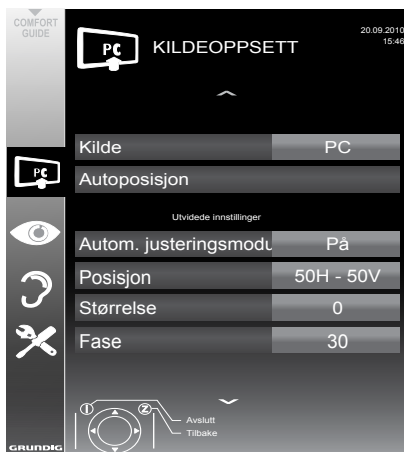 COMFORT
GUIDE
PC KILDEOPPSETT
20.09.2010
15:46
Kilde PC
PC
Autoposisjon
Utvidede innstillinger
Autom. justeringsmodu På
Posisjon 50H - 50V
Størrelse 0
Fase 30
Z
Avslutt
Tilbake
GRUNDIG